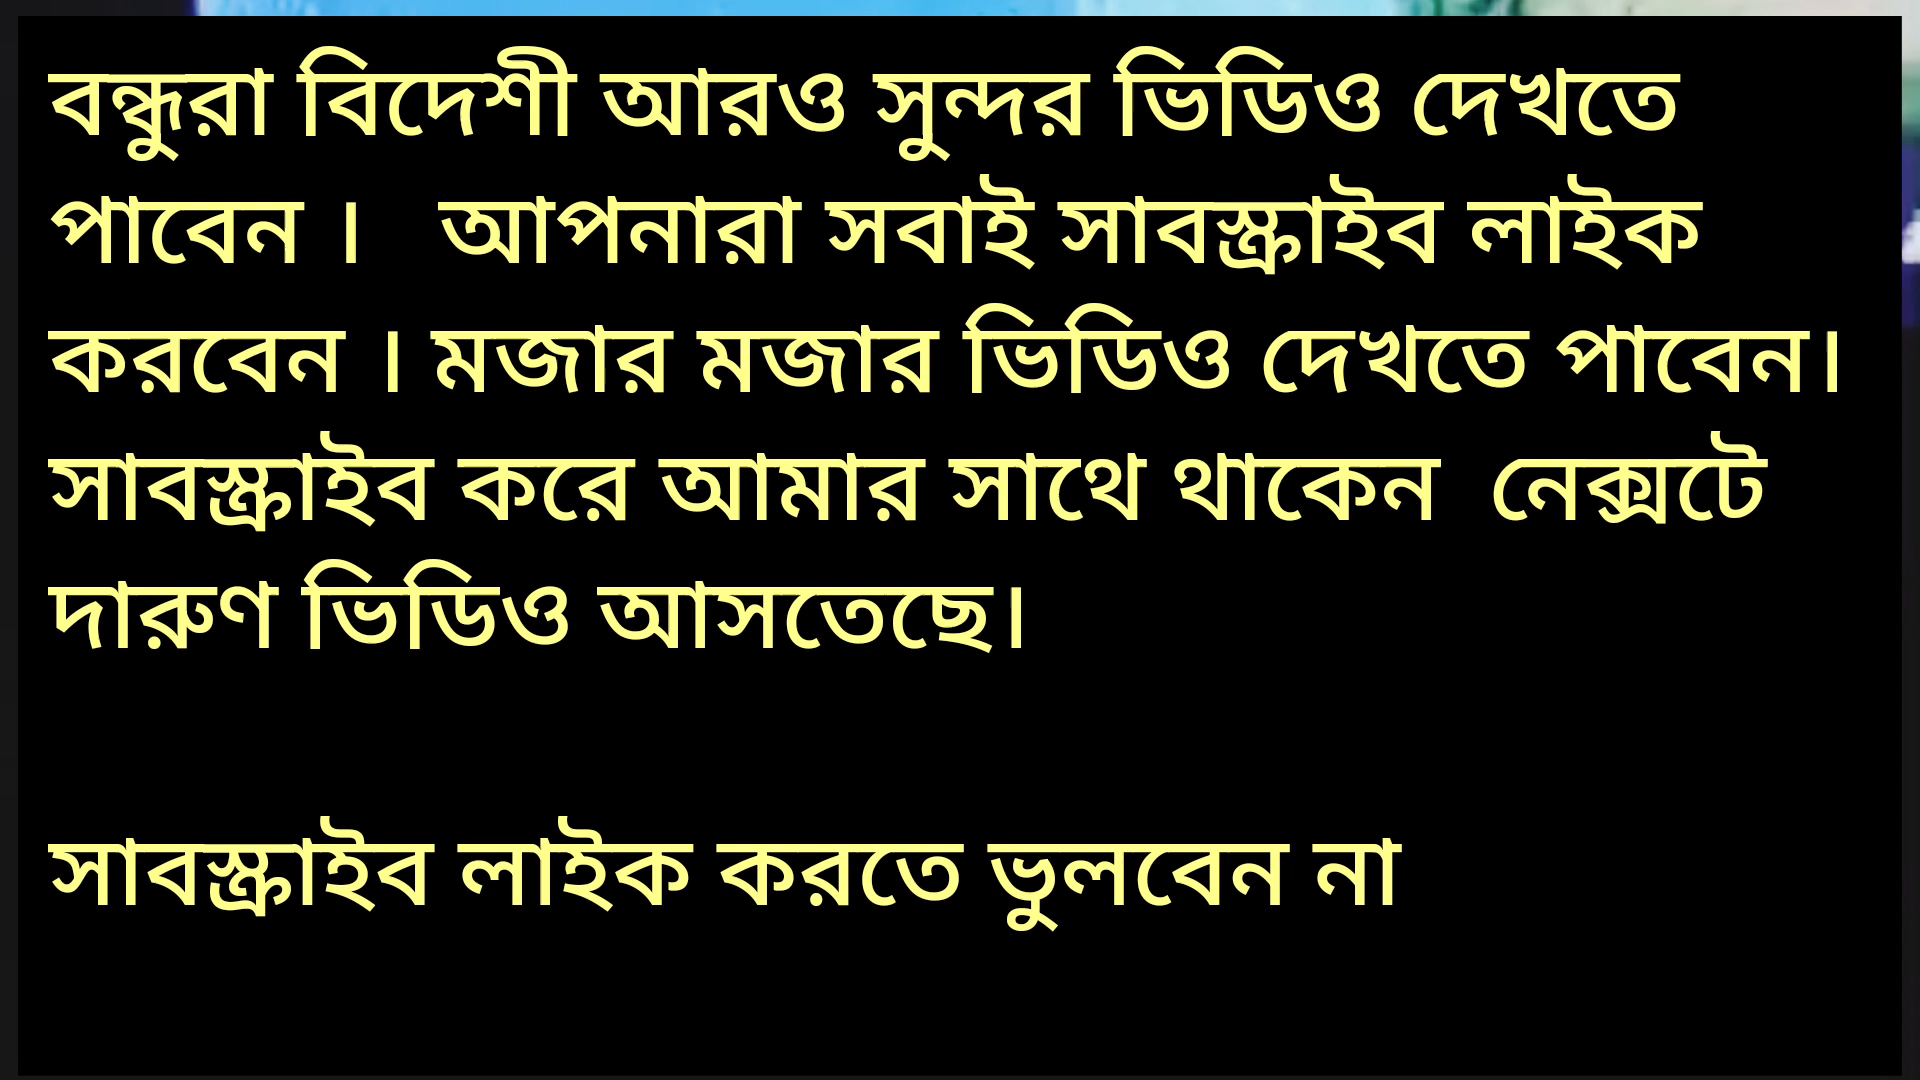 বন্ধুরা বিদেশী আরও সুন্দর ভিডিও দেখতে
পাবেন ।   আপনারা সবাই সাবস্ক্রাইব লাইক
করবেন । মজার মজার ভিডিও দেখতে পাবেন।
সাবস্ক্রাইব করে আমার সাথে থাকেন  নেক্সটে
দারুণ ভিডিও আসতেছে।
সাবস্ক্রাইব লাইক করতে ভুলবেন না